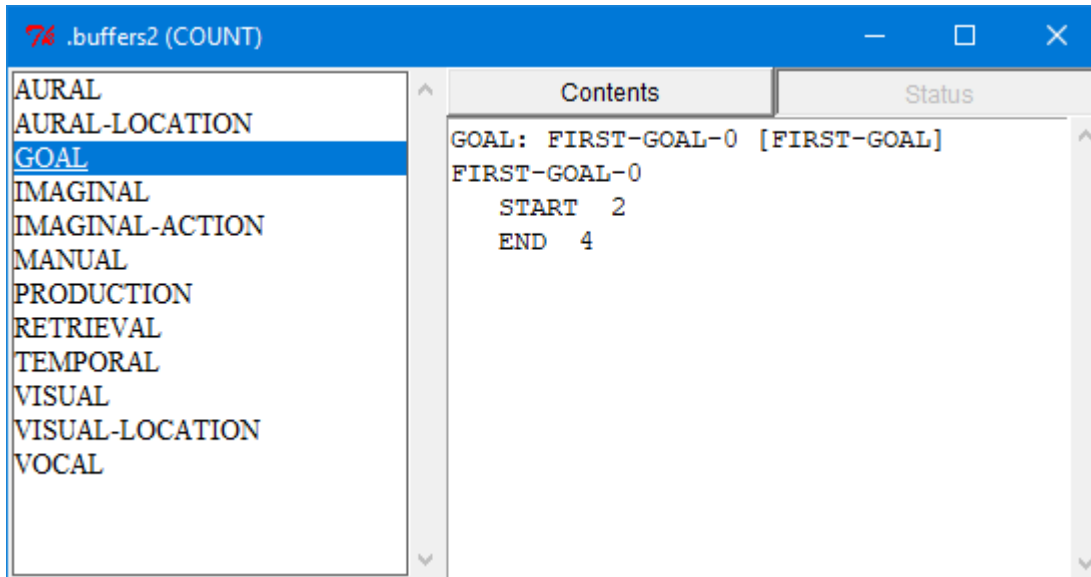 .buffers2 (COUNT)
AURAL
AURAL-LOCATION
GOAL
IMAGINAL
IMAGINAL-ACTION
MANUAL
PRODUCTION
RETRIEVAL
TEMPORAL
VISUAL
VISUAL-LOCATION
VOCAL
Contents
Status
GOAL: FIRST-GOAL-0 [FIRST-GOAL]
FIRST-GOAL-0
START 2
END 4